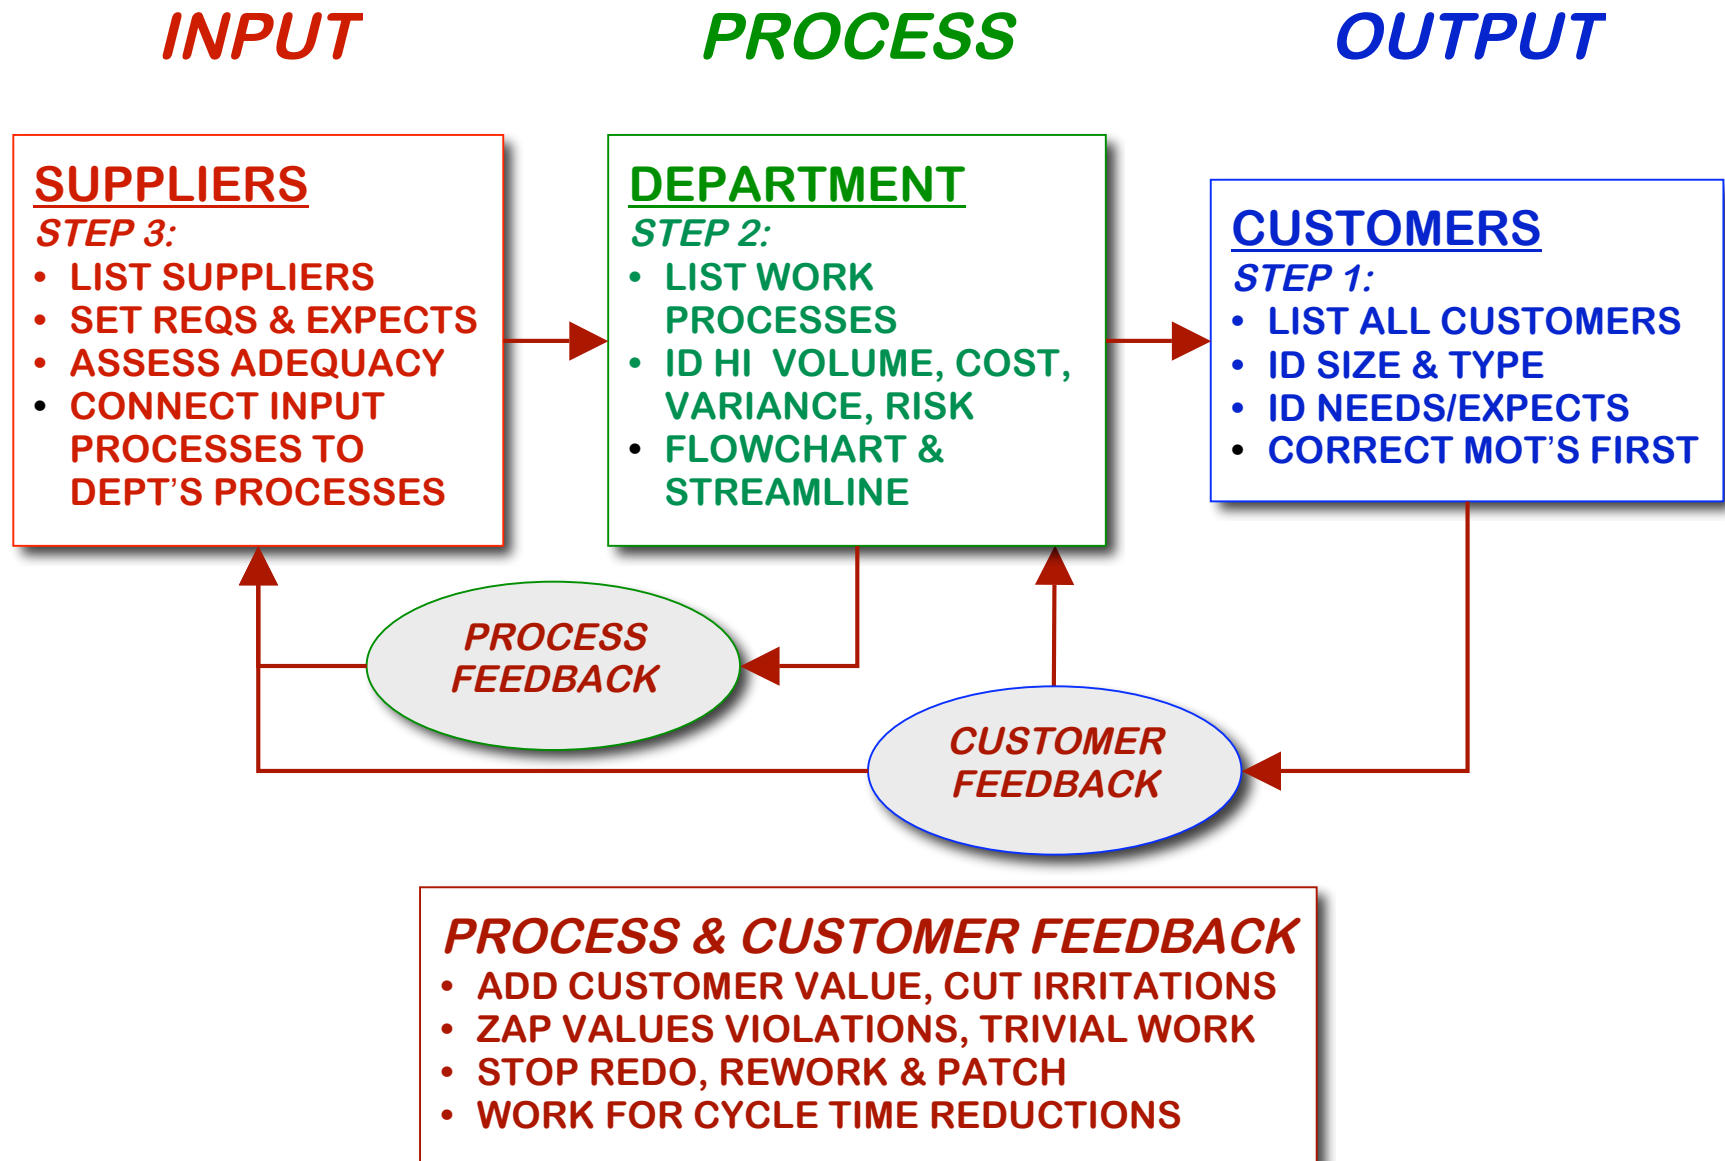 INPUT
PROCESS
OUTPUT
SUPPLIERS
STEP 3:
• LIST SUPPLIERS
• SET REQS & EXPECTS
• ASSESS ADEQUACY
• CONNECT INPUT
PROCESSES TO
DEPT'S PROCESSES
DEPARTMENT
STEP 2:
• LIST WORK
PROCESSES
• ID HI  VOLUME, COST,
VARIANCE, RISK
• FLOWCHART &
STREAMLINE
CUSTOMERS
STEP 1:
• LIST ALL CUSTOMERS
• ID SIZE & TYPE
• ID NEEDS/EXPECTS
• CORRECT MOT'S FIRST
PROCESS
FEEDBACK
CUSTOMER
FEEDBACK
PROCESS & CUSTOMER FEEDBACK
• ADD CUSTOMER VALUE, CUT IRRITATIONS
• ZAP VALUES VIOLATIONS, TRIVIAL WORK
• STOP REDO, REWORK & PATCH
• WORK FOR CYCLE TIME REDUCTIONS